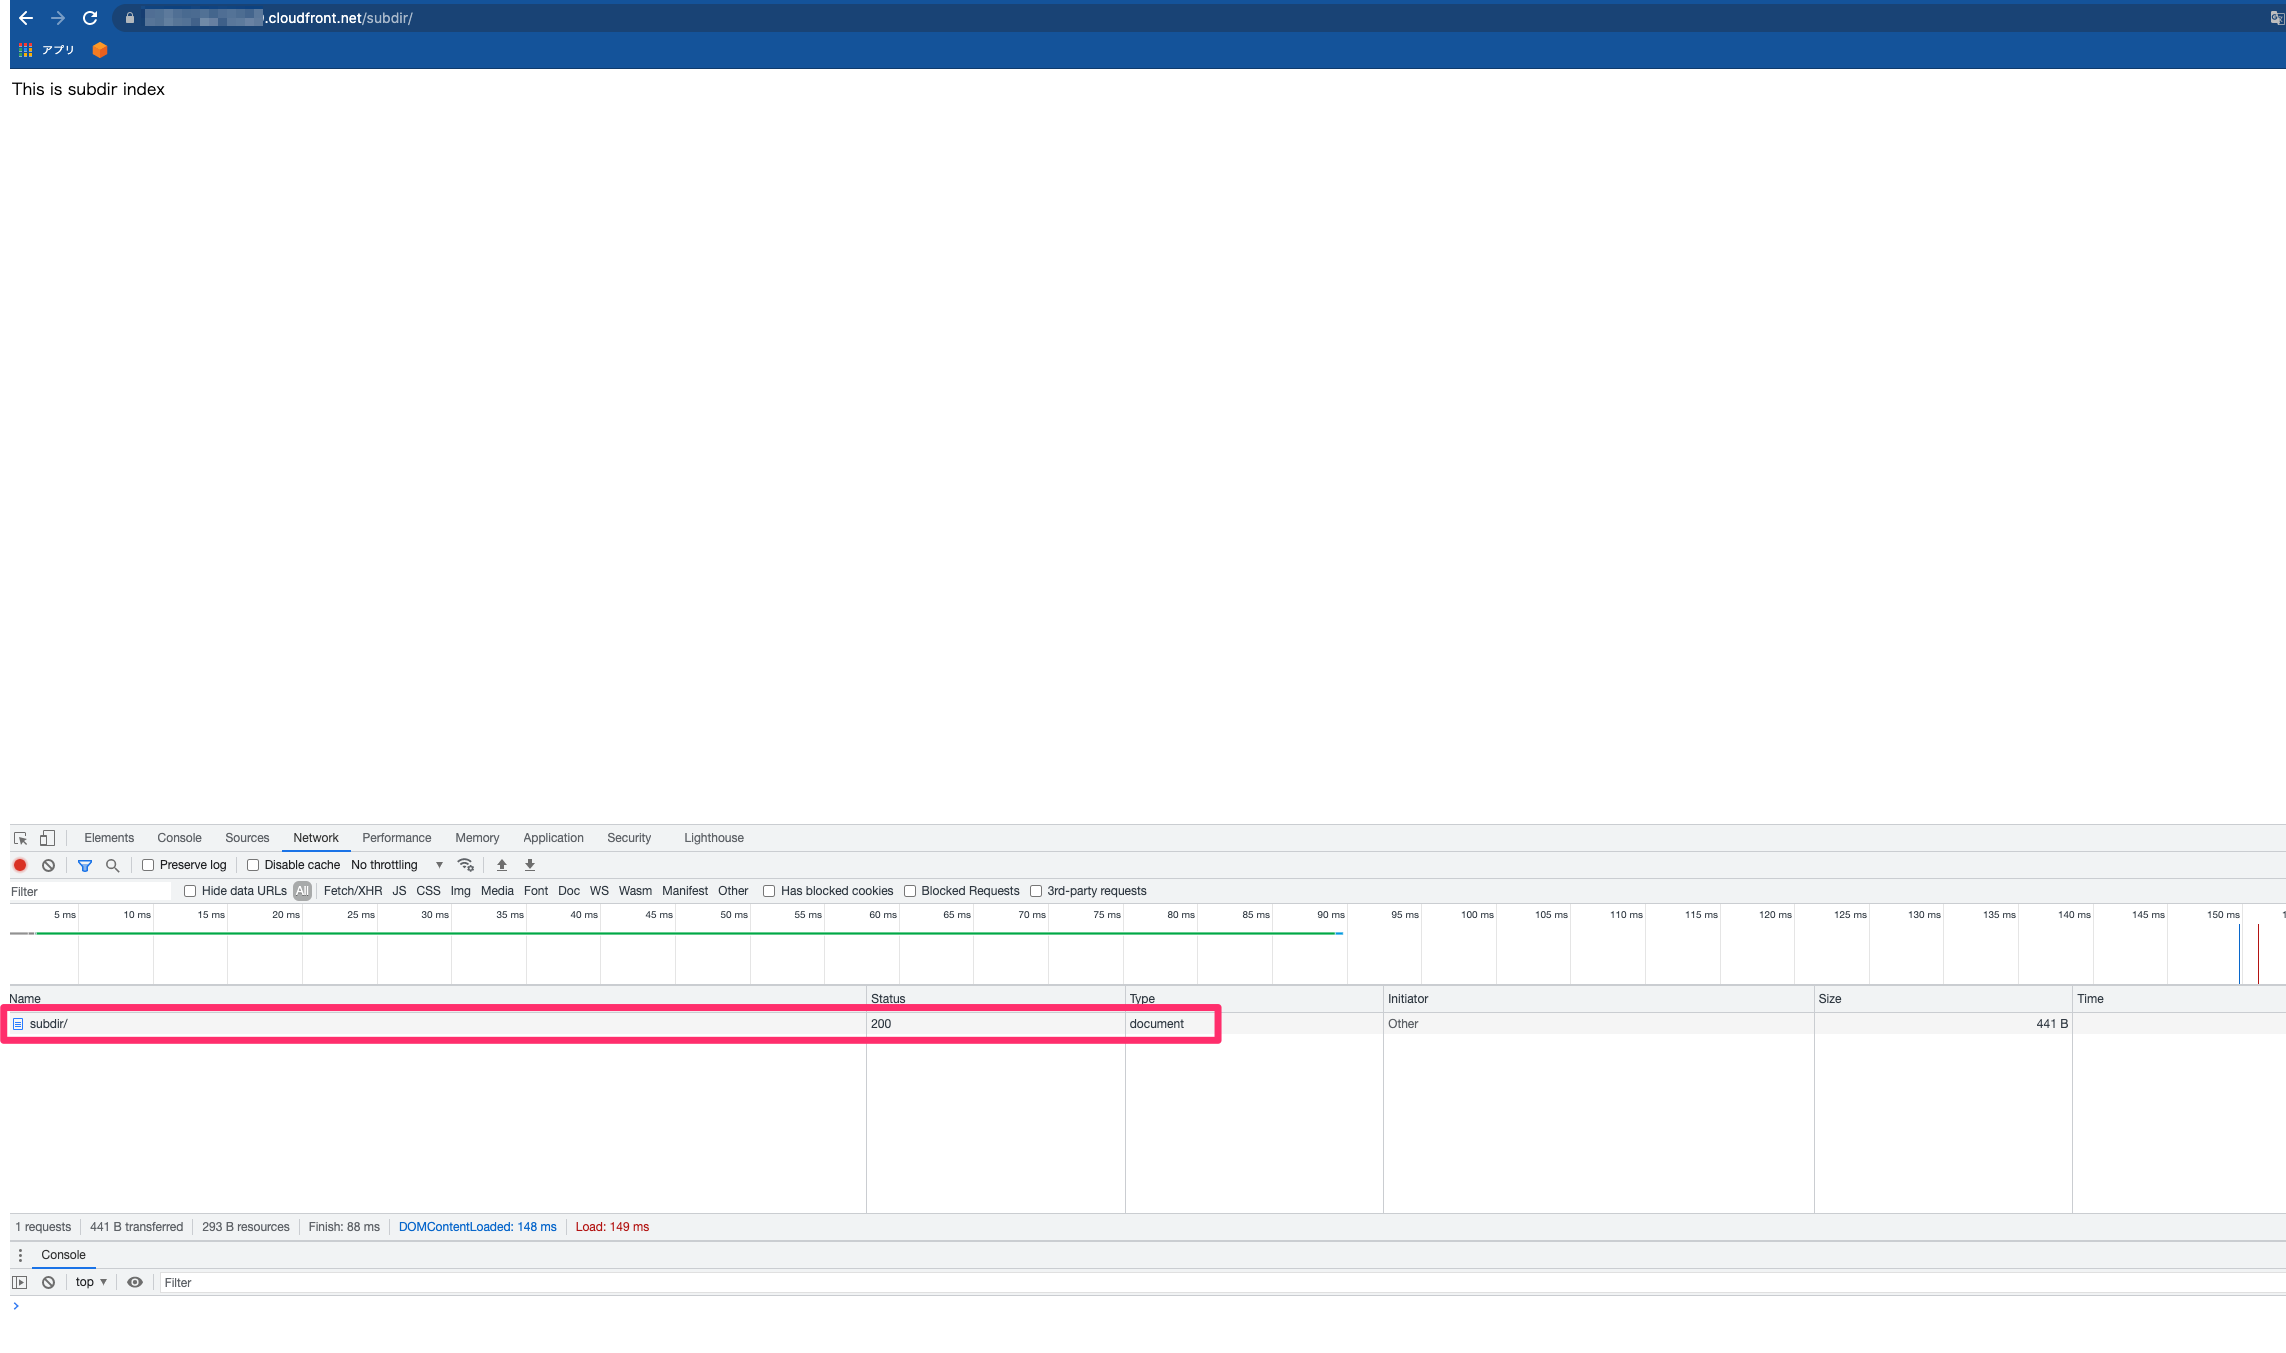 .cloudfront.net/subdir/
アプリ
This is subdir index
Elements Console Sources Network Performance Memory Application Security Lighthouse
Preserve log Disable cache No throttling
Filter Hide data URLs All Fetch/XHR JS CSS Img Media Font Doc WS Wasm Manifest Other Has blocked cookies Blocked Requests 3rd-party requests
5 ms 10 ms 15 ms 20 ms 25 ms 30 ms 35 ms 40 ms 45 ms 50 ms 55 ms 60 ms 65 ms 70 ms 75 ms 80 ms 85 ms 90 ms 95 ms 100 ms 105 ms 110 ms 115 ms 120 ms 125 ms 130 ms 135 ms 140 ms 145 ms 150 ms
Name Status Type Initiator Size Time
subdir/ 200 document Other 441 B
1 requests 441 B transferred 293 B resources Finish: 88 ms DOMContentLoaded: 148 ms Load: 149 ms
Console
top Filter